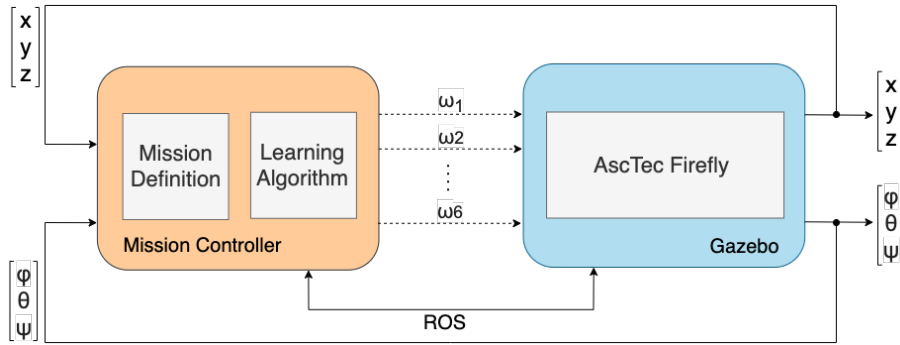 x
y
z
φ
θ
ψ
Mission
Definition
Learning
Algorithm
Mission Controller
ω1
ω2
ω6
ROS
AscTec Firefly
Gazebo
x
y
z
φ
θ
ψ